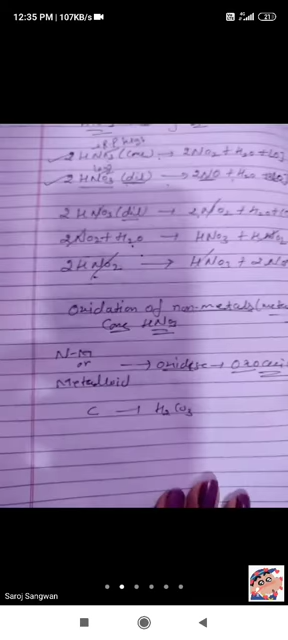 12:35 PM | 107KB/s
4G
21
2HNO3 (conc) → 2NO2 + H2O + [O]
2HNO3 (dil) → 2NO + H2O + [O]
2HNO3 (dil) → 2NO2 + H2O +
2NO2 + H2O → HNO3 + HNO2
2HNO2 → HNO3 + 2NO
Oxidation of non-metals
Conc HNO3
N-M
or → oxidise →
Metalloid
C → H2CO3
Saroj Sangwan